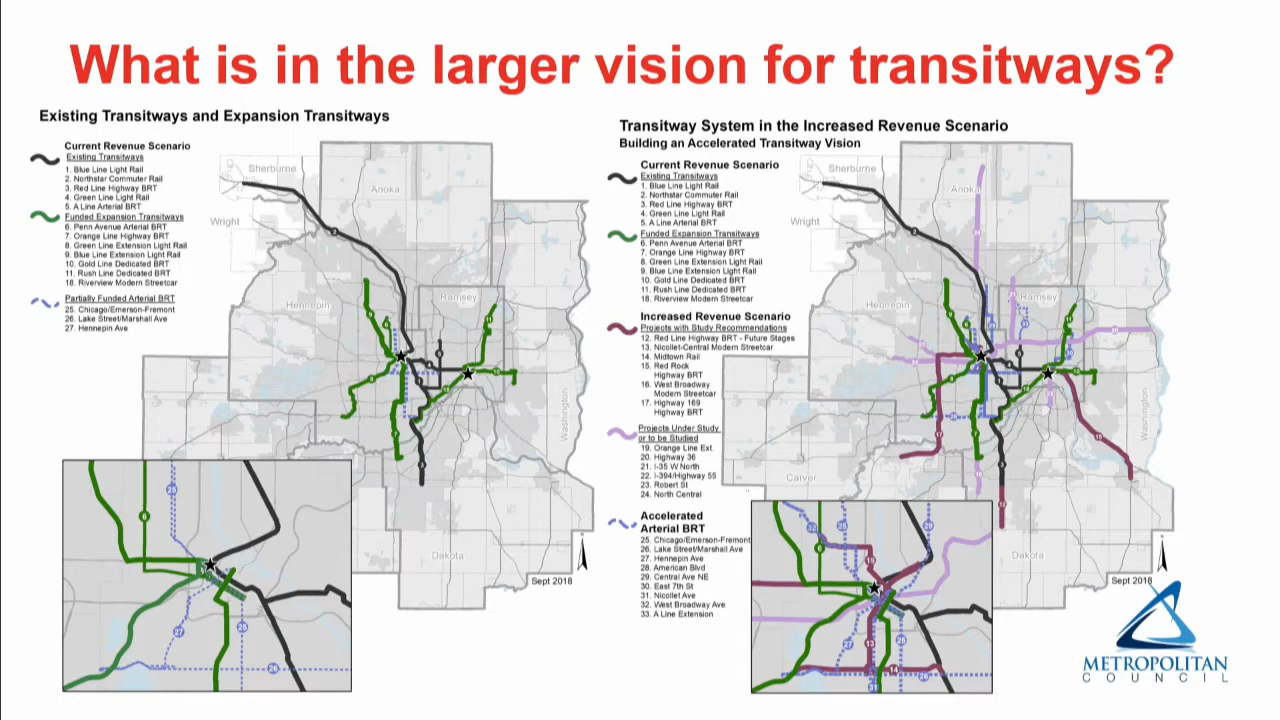 What is in the larger vision for transitways?
Existing Transitways and Expansion Transitways
Current Revenue Scenario
Existing Transitways
1. Blue Line Light Rail
2. Northstar Commuter Rail
3. Red Line Highway BRT
4. Green Line Light Rail
5. A Line Arterial BRT
Funded Expansion Transitways
6. Penn Avenue Arterial BRT
7. Orange Line Highway BRT
8. Green Line Extension Light Rail
9. Blue Line Extension Light Rail
10. Gold Line Dedicated BRT
11. Rush Line Dedicated BRT
18. Riverview Modern Streetcar
Partially Funded Arterial BRT
25. Chicago/Emerson-Fremont
26. Lake Street/Marshall Ave
27. Hennepin Ave
Sherburne
Anoka
Wright
Hennepin
Ramsey
Washington
Dakota
Sept 2018
6
25
27
26
Transitway System in the Increased Revenue Scenario
Building an Accelerated Transitway Vision
Current Revenue Scenario
Existing Transitways
1. Blue Line Light Rail
2. Northstar Commuter Rail
3. Red Line Highway BRT
4. Green Line Light Rail
5. A Line Arterial BRT
Funded Expansion Transitways
6. Penn Avenue Arterial BRT
7. Orange Line Highway BRT
8. Green Line Extension Light Rail
9. Blue Line Extension Light Rail
10. Gold Line Dedicated BRT
11. Rush Line Dedicated BRT
18. Riverview Modern Streetcar
Increased Revenue Scenario
Projects with Study Recommendations
12. Red Line Highway BRT - Future Stages
13. Nicollet-Central Modern Streetcar
14. Midtown Rail
15. Red Rock
Highway BRT
16. West Broadway
Modern Streetcar
17. Highway 169
Highway BRT
Projects Under Study
or to be Studied
19. Orange Line Ext.
20. Highway 36
21. I-35 W North
22. I-394/Highway 55
23. Robert St
24. North Central
Accelerated
Arterial BRT
25. Chicago/Emerson-Fremont
26. Lake Street/Marshall Ave
27. Hennepin Ave
28. American Blvd
29. Central Ave NE
30. East 7th St
31. Nicollet Ave
32. West Broadway Ave
33. A Line Extension
Sherburne
Anoka
Wright
Hennepin
Ramsey
Washington
Carver
Dakota
Sept 2018
METROPOLITAN
COUNCIL